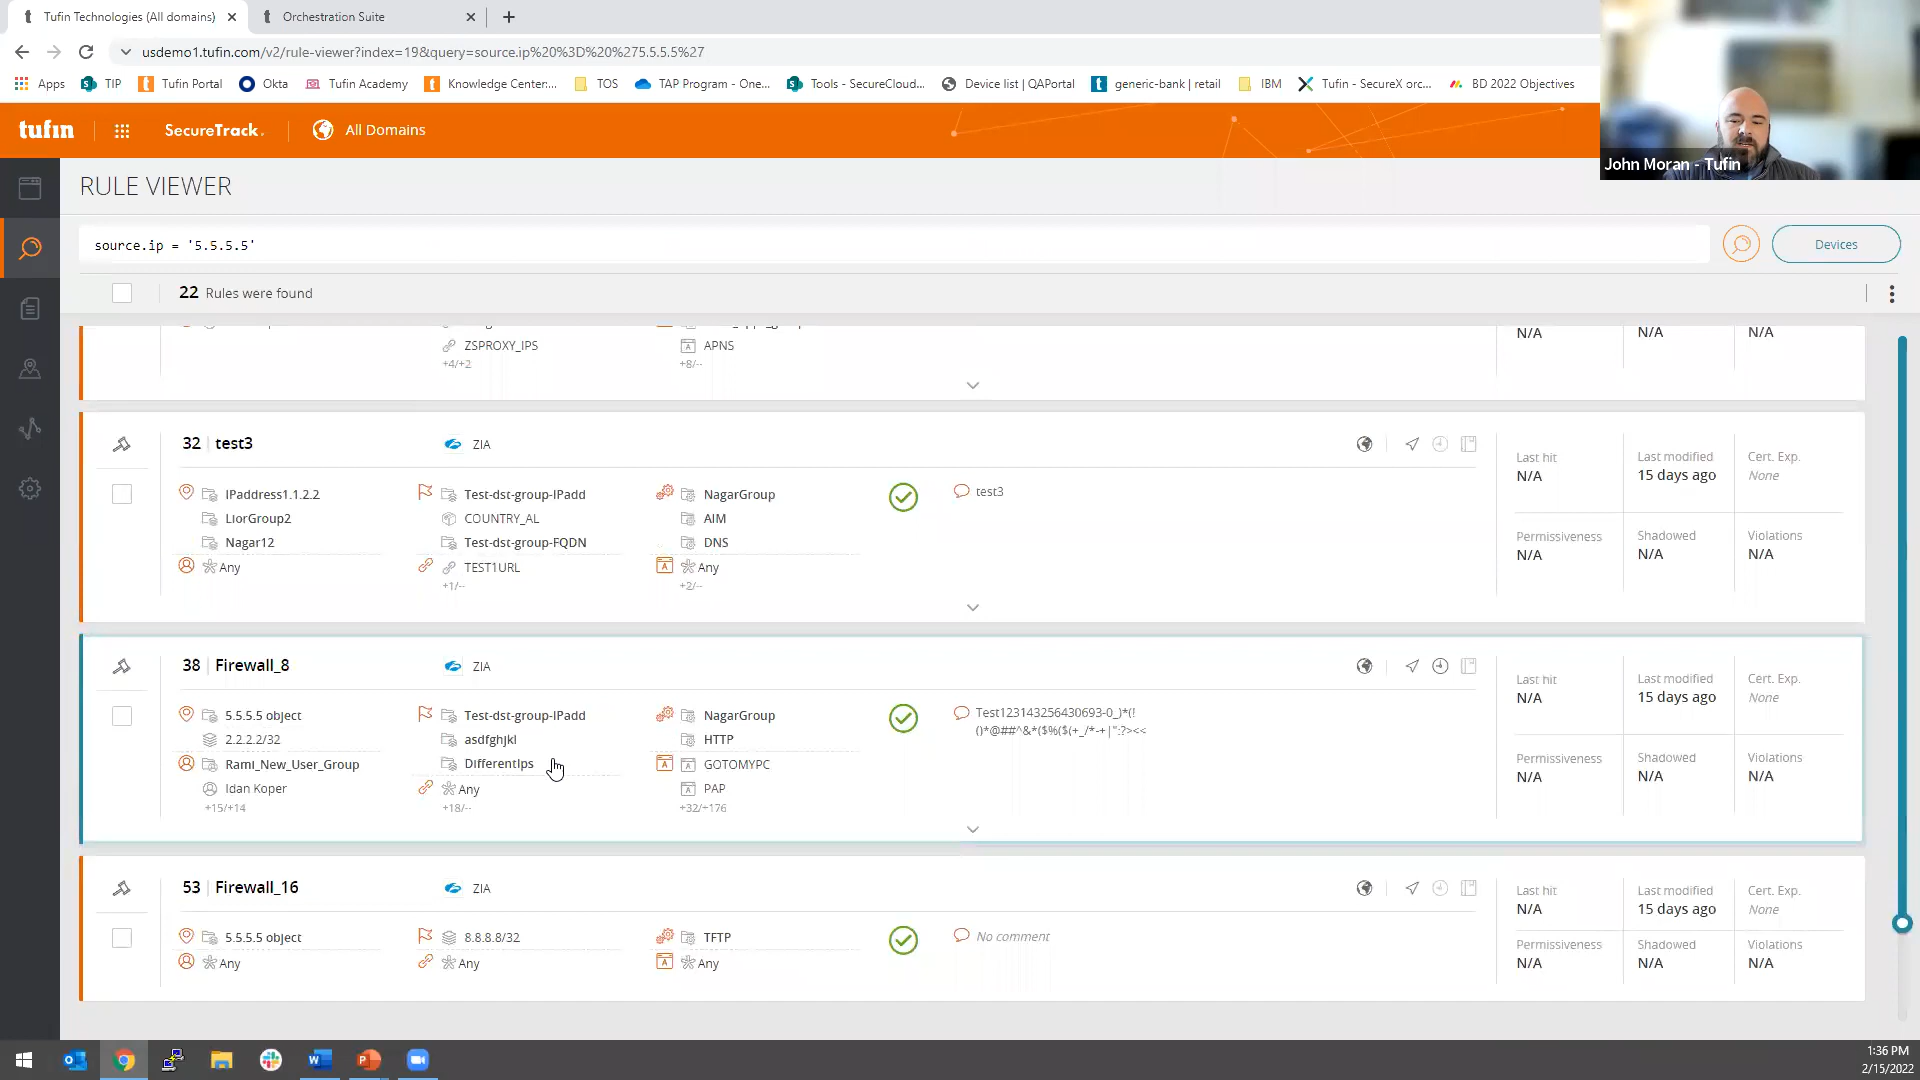 Tufin Technologies (All domains)
Orchestration Suite
usdemo1.tufin.com/v2/rule-viewer?index=19&query=source.ip%20%3D%20%275.5.5.5%27
Apps
TIP
Tufin Portal
Okta
Tufin Academy
Knowledge Center:...
TOS
TAP Program - One...
Tools - SecureCloud...
Device list | QAPortal
generic-bank | retail
IBM
Tufin - SecureX orc...
BD 2022 Objectives
tufin
SecureTrack
All Domains
John Moran - Tufin
RULE VIEWER
source.ip = '5.5.5.5'
Devices
22 Rules were found
N/A
N/A
N/A
ZSPROXY_IPS
APNS
+4/+2
+8/--
32 | test3
ZIA
IPaddress1.1.2.2
LiorGroup2
Nagar12
Any
Test-dst-group-IPadd
COUNTRY_AL
Test-dst-group-FQDN
TEST1URL
+1/--
NagarGroup
AIM
DNS
Any
+2/--
test3
Last hit
N/A
Last modified
15 days ago
Cert. Exp.
None
Permissiveness
N/A
Shadowed
N/A
Violations
N/A
38 | Firewall_8
ZIA
5.5.5.5 object
2.2.2.2/32
Rami_New_User_Group
Idan Koper
+15/+14
Test-dst-group-IPadd
asdfghjkl
DifferentIps
Any
+18/--
NagarGroup
HTTP
GOTOMYPC
PAP
+32/+176
Test123143256430693-0_)*(!
()*@##^&*($%($(+_/*-+|":?><<
Last hit
N/A
Last modified
15 days ago
Cert. Exp.
None
Permissiveness
N/A
Shadowed
N/A
Violations
N/A
53 | Firewall_16
ZIA
5.5.5.5 object
Any
8.8.8.8/32
Any
TFTP
Any
No comment
Last hit
N/A
Last modified
15 days ago
Cert. Exp.
None
Permissiveness
N/A
Shadowed
N/A
Violations
N/A
1:36 PM
2/15/2022